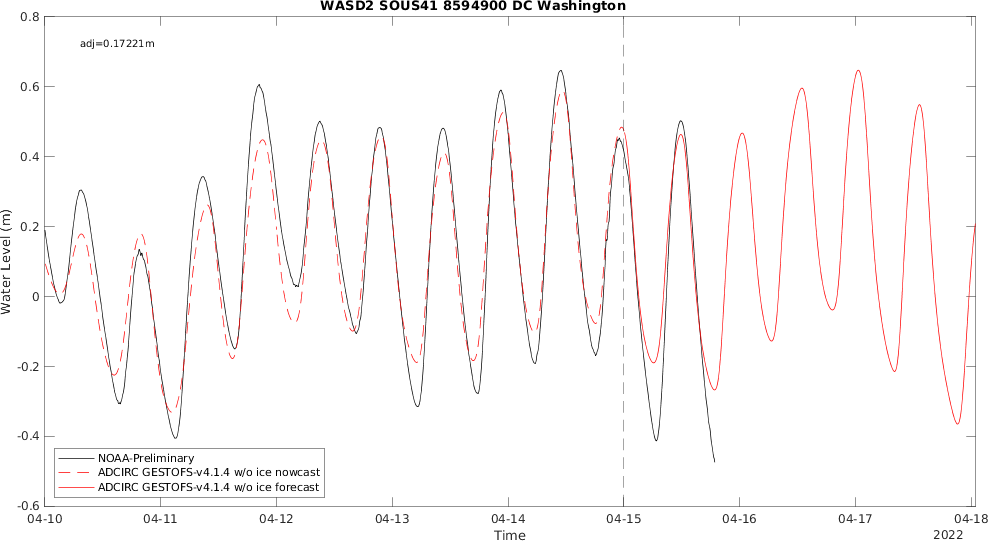 WASD2 SOUS41 8594900 DC Washington
adj=0.17221m
Water Level (m)
0.8
0.6
0.4
0.2
0
-0.2
-0.4
-0.6
NOAA-Preliminary
ADCIRC GESTOFS-v4.1.4 w/o ice nowcast
ADCIRC GESTOFS-v4.1.4 w/o ice forecast
04-10 04-11 04-12 04-13 04-14 04-15 04-16 04-17 04-18
Time
2022